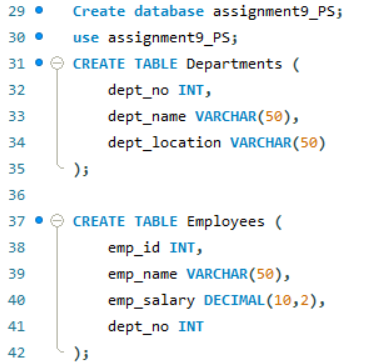 29 Create database assignment9_PS;
30 use assignment9_PS;
31 CREATE TABLE Departments (
32 dept_no INT,
33 dept_name VARCHAR(50),
34 dept_location VARCHAR(50)
35 );
36
37 CREATE TABLE Employees (
38 emp_id INT,
39 emp_name VARCHAR(50),
40 emp_salary DECIMAL(10,2),
41 dept_no INT
42 );